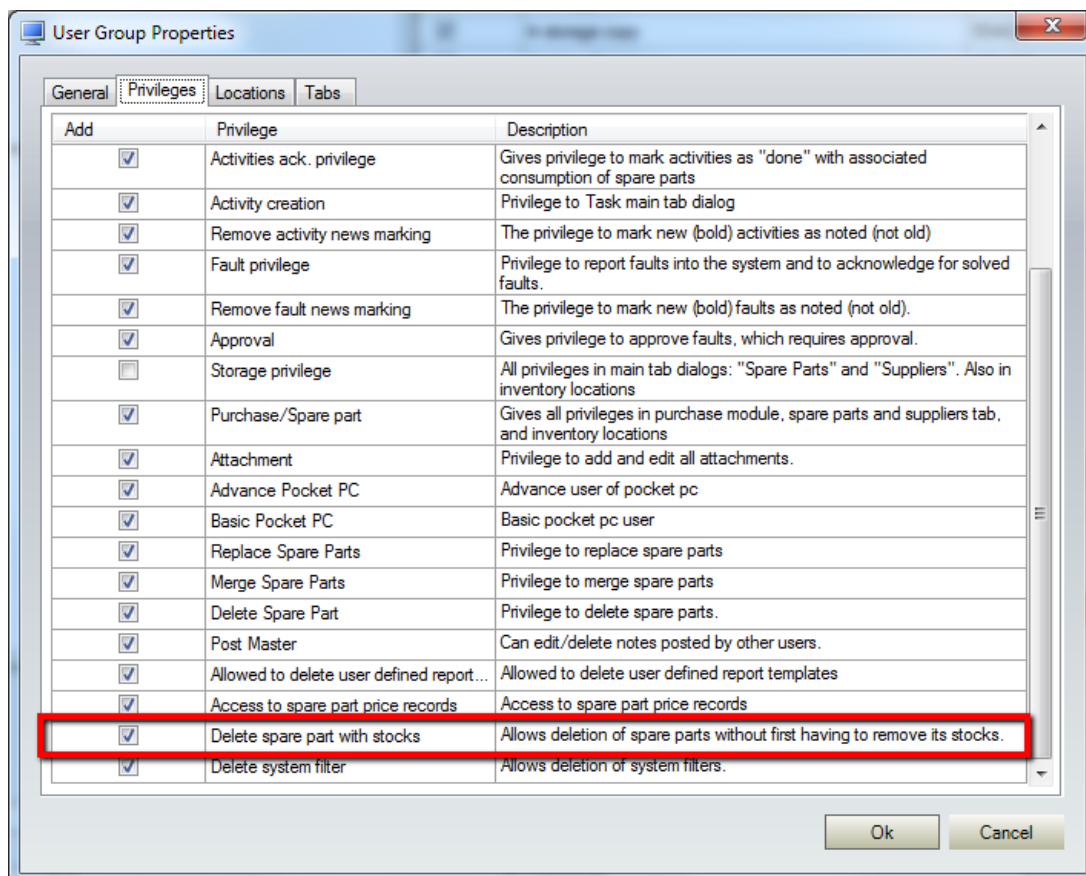 User Group Properties
General Privileges Locations Tabs
Add Privilege Description
Activities ack. privilege Gives privilege to mark activities as "done" with associated
consumption of spare parts
Activity creation Privilege to Task main tab dialog
Remove activity news marking The privilege to mark new (bold) activities as noted (not old)
Fault privilege Privilege to report faults into the system and to acknowledge for solved
faults.
Remove fault news marking The privilege to mark new (bold) faults as noted (not old).
Approval Gives privilege to approve faults, which requires approval.
Storage privilege All privileges in main tab dialogs: "Spare Parts" and "Suppliers". Also in
inventory locations
Purchase/Spare part Gives all privileges in purchase module, spare parts and suppliers tab,
and inventory locations
Attachment Privilege to add and edit all attachments.
Advance Pocket PC Advance user of pocket pc
Basic Pocket PC Basic pocket pc user
Replace Spare Parts Privilege to replace spare parts
Merge Spare Parts Privilege to merge spare parts
Delete Spare Part Privilege to delete spare parts.
Post Master Can edit/delete notes posted by other users.
Allowed to delete user defined report... Allowed to delete user defined report templates
Access to spare part price records Access to spare part price records
Delete spare part with stocks Allows deletion of spare parts without first having to remove its stocks.
Delete system filter Allows deletion of system filters.
Ok Cancel